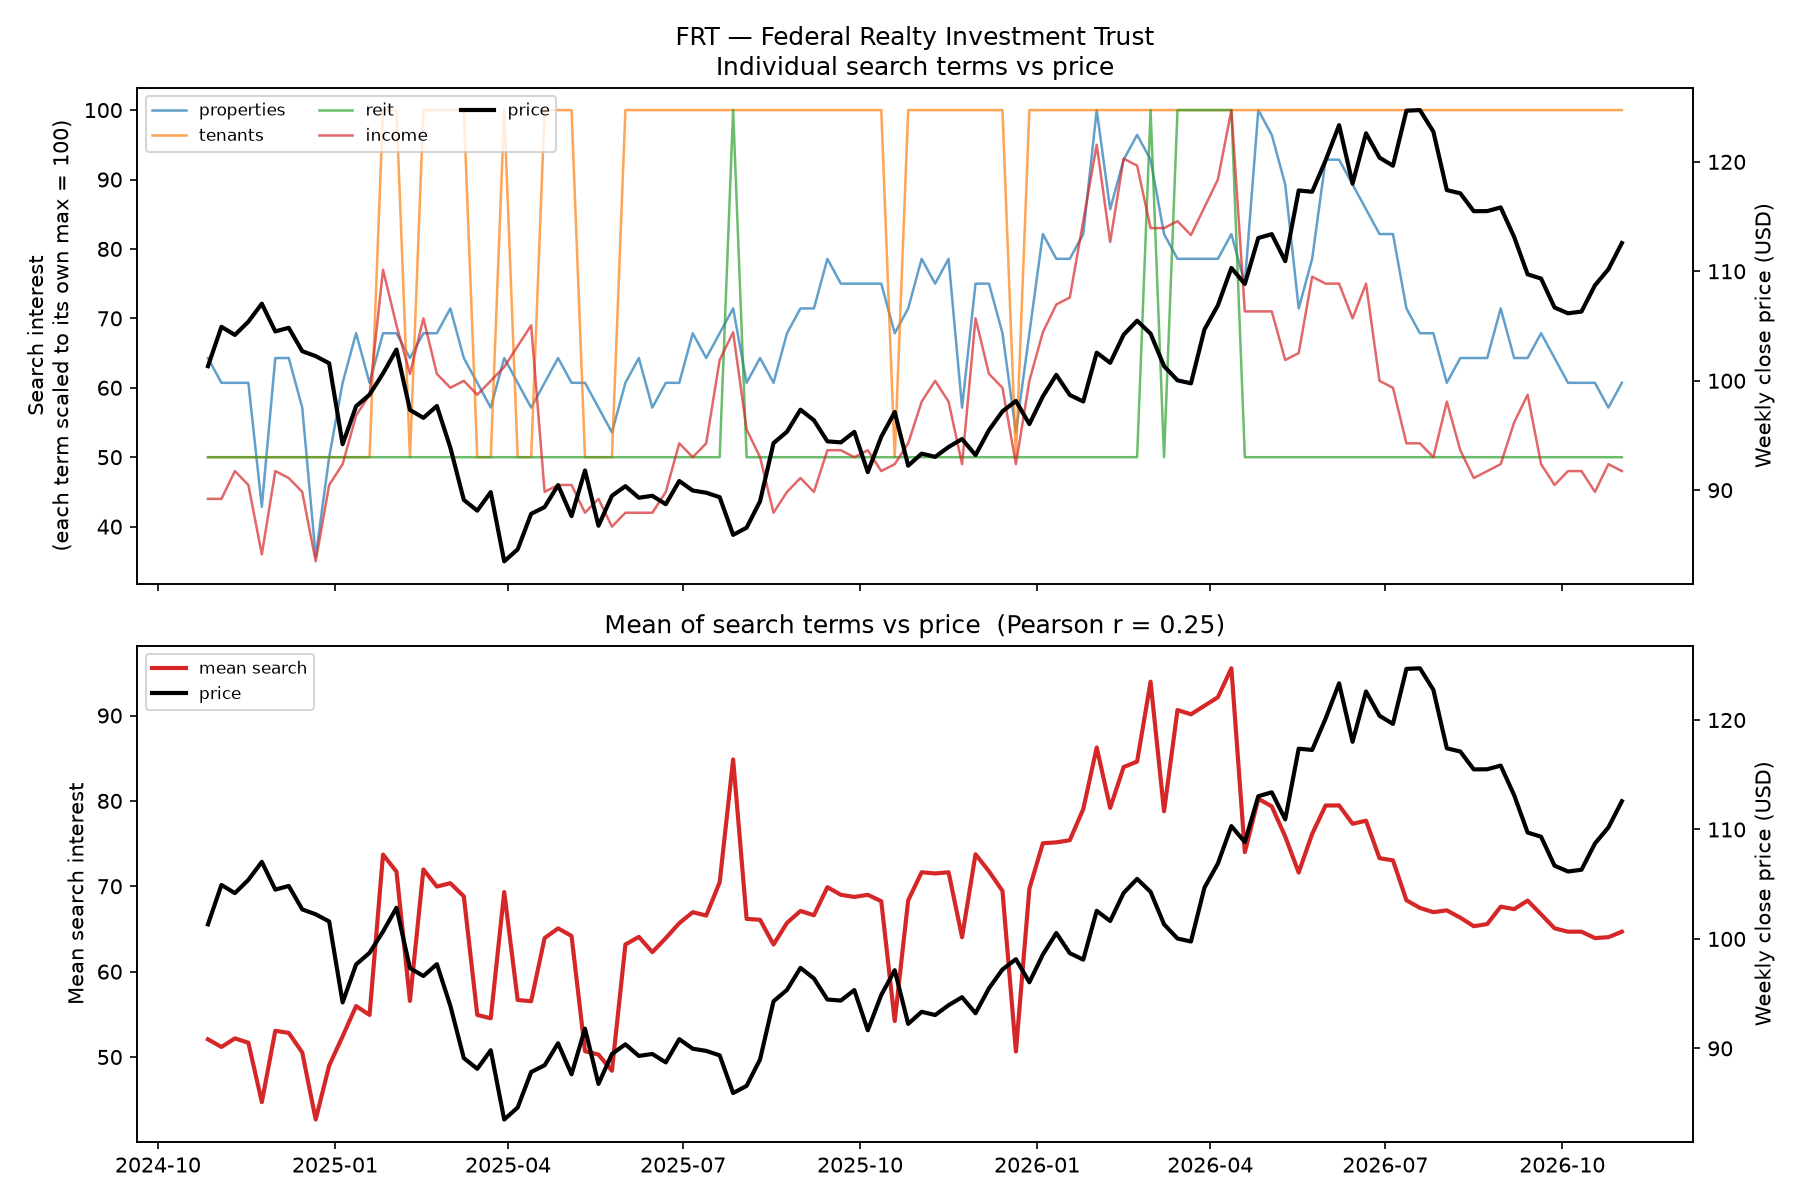 FRT — Federal Realty Investment Trust
Individual search terms vs price
properties
tenants
reit
income
price
Search interest
(each term scaled to its own max = 100)
100
90
80
70
60
50
40
Weekly close price (USD)
120
110
100
90
Mean of search terms vs price  (Pearson r = 0.25)
mean search
price
Mean search interest
90
80
70
60
50
Weekly close price (USD)
120
110
100
90
2024-10
2025-01
2025-04
2025-07
2025-10
2026-01
2026-04
2026-07
2026-10